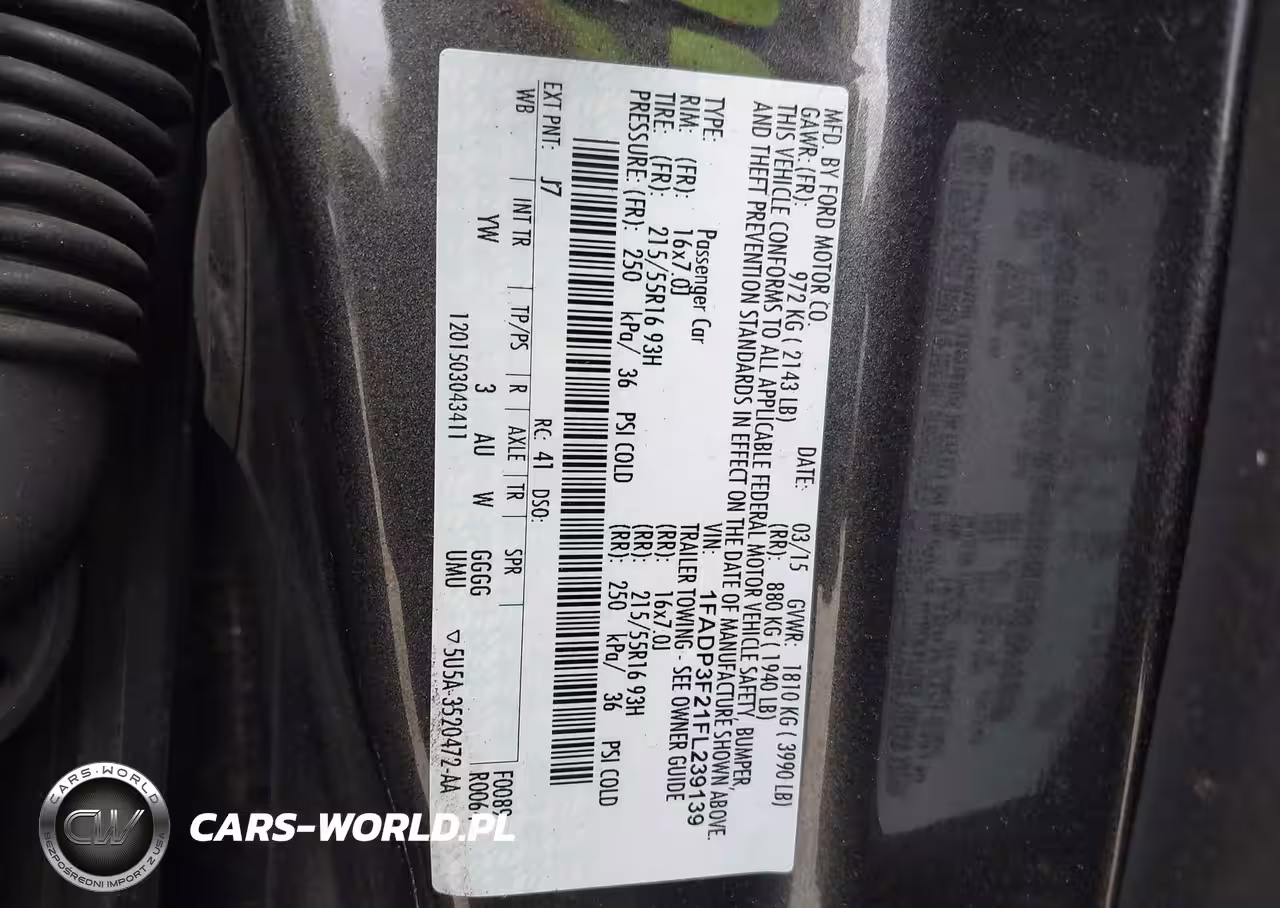 MFD. BY FORD MOTOR CO.
DATE: 03/15 GVWR: 1810 KG ( 3990 LB)
GAWR: (FR): 972 KG ( 2143 LB) (RR): 880 KG ( 1940 LB)
THIS VEHICLE CONFORMS TO ALL APPLICABLE FEDERAL MOTOR VEHICLE SAFETY, BUMPER,
AND THEFT PREVENTION STANDARDS IN EFFECT ON THE DATE OF MANUFACTURE SHOWN ABOVE.
VIN: 1FADP3F21FL239139
TYPE: Passenger Car TRAILER TOWING - SEE OWNER GUIDE
RIM: (FR): 16x7.0J (RR): 16x7.0J
TIRE: (FR): 215/55R16 93H (RR): 215/55R16 93H
PRESSURE: (FR): 250 kPa/ 36 PSI COLD (RR): 250 kPa/ 36 PSI COLD
EXT PNT: J7 RC: 41 DSO:
WB INT TR TP/PS R AXLE TR SPR
YW 3 AU W GGGG
F0089
R006
1201503043411 UMU ▽5U5A-3520472-AA
CARS-WORLD
CW
BEZPOŚREDNI IMPORT Z USA
CARS-WORLD.PL